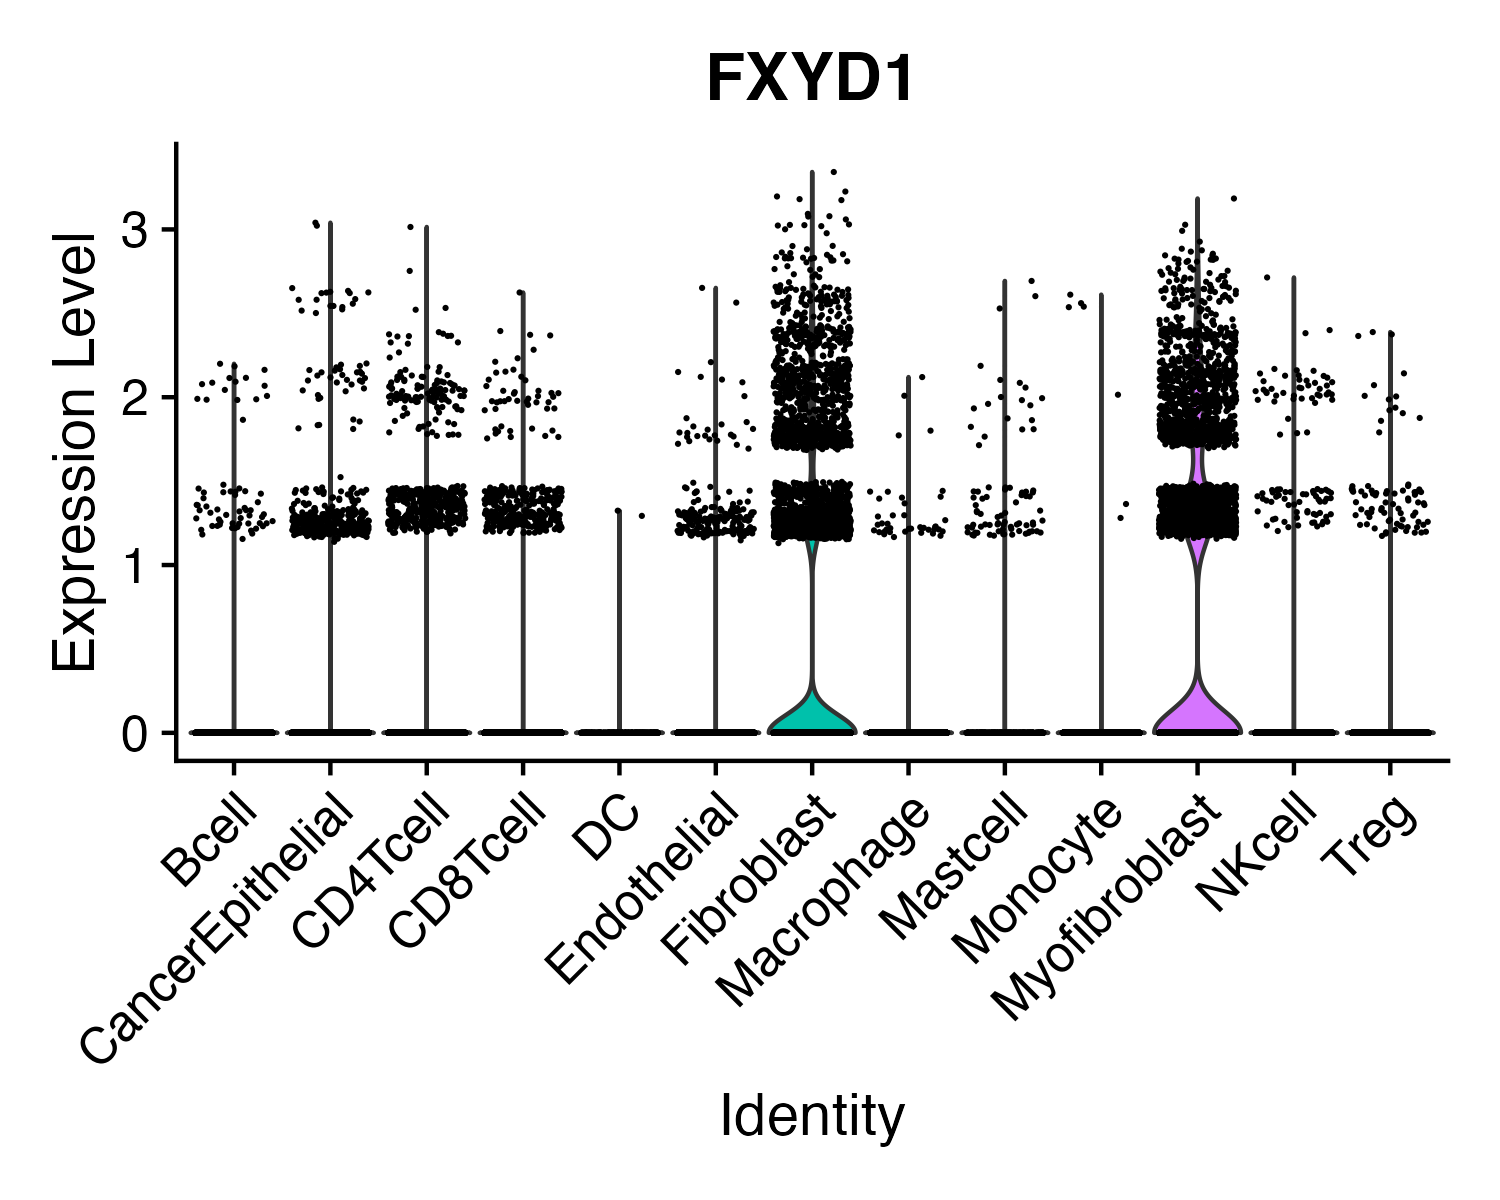 FXYD1
Expression Level
3
2
1
0
Bcell
CancerEpithelial
CD4Tcell
CD8Tcell
DC
Endothelial
Fibroblast
Macrophage
Mastcell
Monocyte
Myofibroblast
NKcell
Treg
Identity